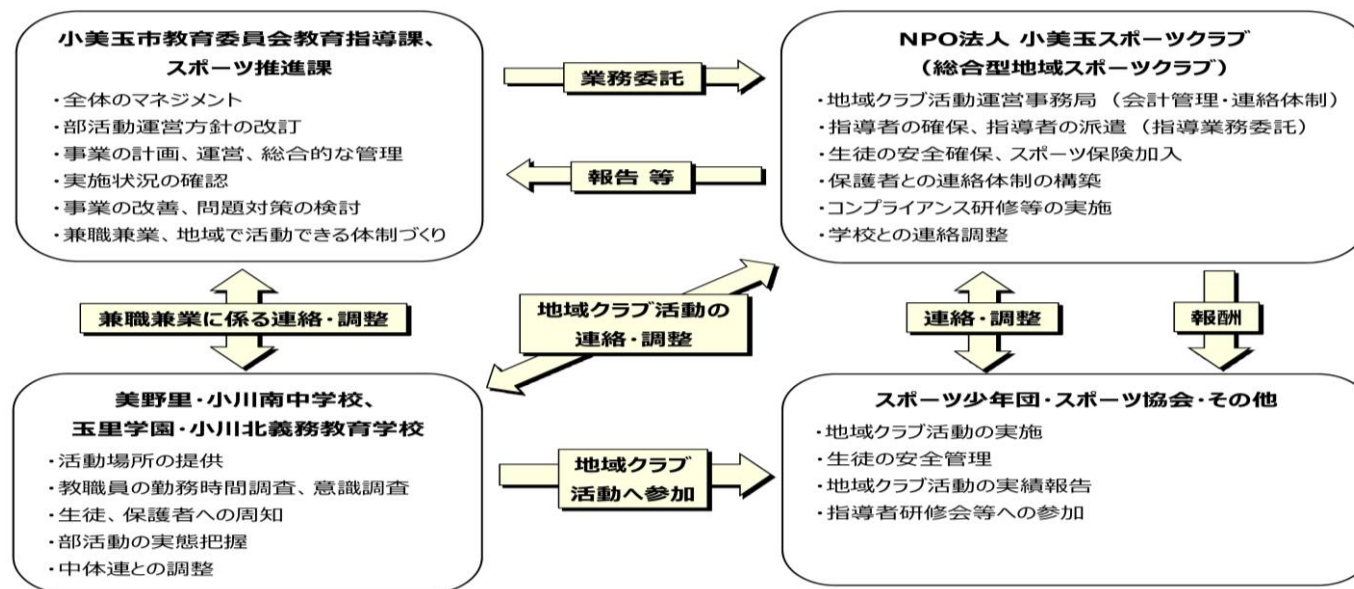 小美玉市教育委員会教育指導課、
スポーツ推進課
・全体のマネジメント
・部活動運営方針の改訂
・事業の計画、運営、総合的な管理
・実施状況の確認
・事業の改善、問題対策の検討
・兼職兼業、地域で活動できる体制づくり
業務委託
報告 等
NPO法人 小美玉スポーツクラブ
（総合型地域スポーツクラブ）
・地域クラブ活動運営事務局 （会計管理・連絡体制）
・指導者の確保、指導者の派遣 （指導業務委託）
・生徒の安全確保、スポーツ保険加入
・保護者との連絡体制の構築
・コンプライアンス研修等の実施
・学校との連絡調整
兼職兼業に係る連絡・調整
地域クラブ活動の
連絡・調整
連絡・調整
報酬
美野里・小川南中学校、
玉里学園・小川北義務教育学校
・活動場所の提供
・教職員の勤務時間調査、意識調査
・生徒、保護者への周知
・部活動の実態把握
・中体連との調整
地域クラブ
活動へ参加
スポーツ少年団・スポーツ協会・その他
・地域クラブ活動の実施
・生徒の安全管理
・地域クラブ活動の実績報告
・指導者研修会等への参加